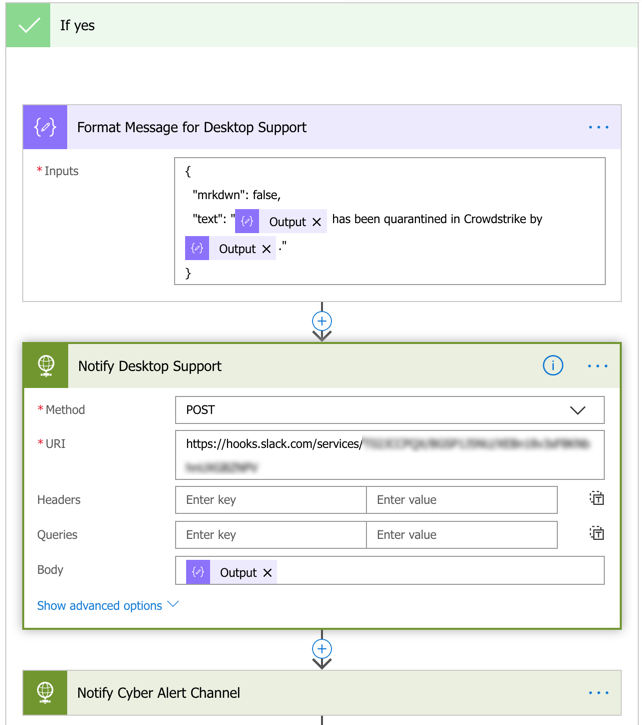 If yes
Format Message for Desktop Support
* Inputs
{
"mrkdwn": false,
"text": " Output × has been quarantined in Crowdstrike by
Output × ."
}
Notify Desktop Support
* Method POST
* URI https://hooks.slack.com/services/
Headers Enter key Enter value
Queries Enter key Enter value
Body Output ×
Show advanced options
Notify Cyber Alert Channel